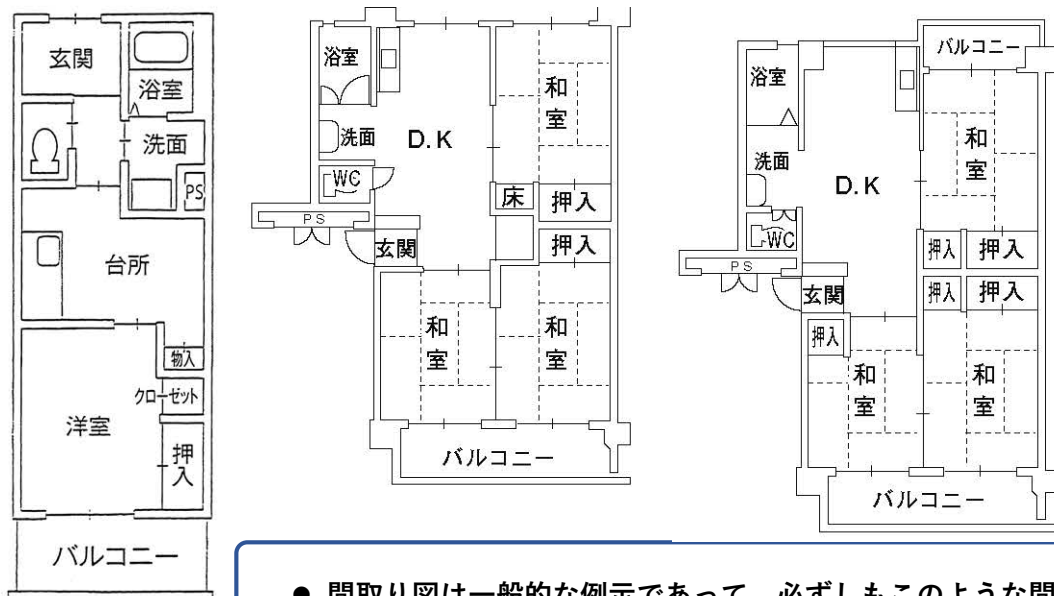 玄関
浴室
洗面
PS
台所
物入
クローゼット
洋室
押入
バルコニー
浴室
洗面
D.K
和室
WC
床
押入
PS
玄関
押入
和室
和室
バルコニー
バルコニー
浴室
洗面
D.K
和室
WC
押入
押入
PS
玄関
押入
押入
押入
和室
和室
バルコニー
● 間取り図は一般的な例示であって、必ずしもこのような間